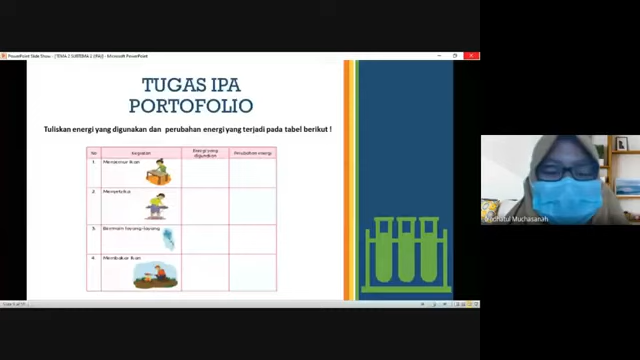 PowerPoint Slide Show - [TEMA 2 SUBTEMA 2 (IPA)] - Microsoft PowerPoint
TUGAS IPA
PORTOFOLIO
Tuliskan energi yang digunakan dan perubahan energi yang terjadi pada tabel berikut !
No Kegiatan Energi yang digunakan Perubahan energi
1 Menjemur ikan
2 Menyetrika
3 Bermain layang-layang
4 Membakar ikan
Muchasanah